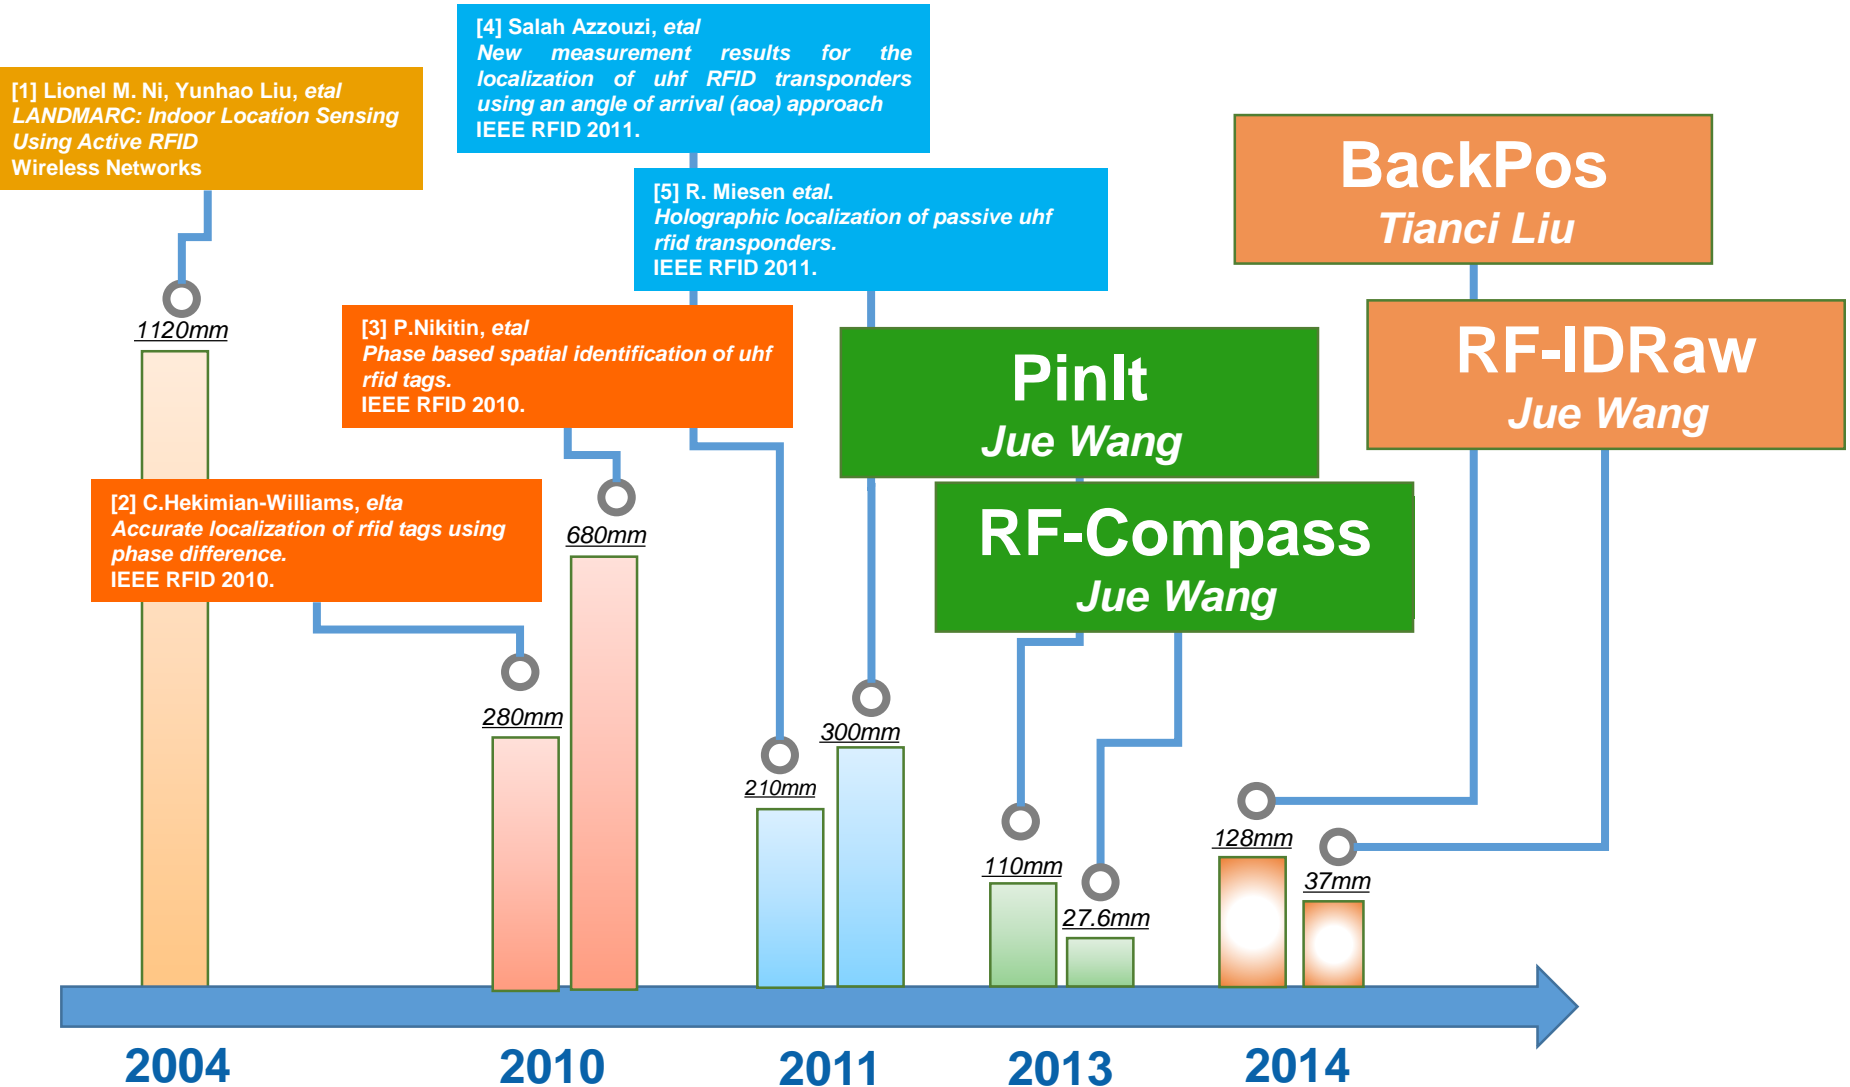 [1] Lionel M. Ni, Yunhao Liu, etal
LANDMARC: Indoor Location Sensing
Using Active RFID
Wireless Networks
[4] Salah Azzouzi, etal
New measurement results for the
localization of uhf RFID transponders
using an angle of arrival (aoa) approach
IEEE RFID 2011.
[5] R. Miesen etal.
Holographic localization of passive uhf
rfid transponders.
IEEE RFID 2011.
BackPos
Tianci Liu
[3] P.Nikitin, etal
Phase based spatial identification of uhf
rfid tags.
IEEE RFID 2010.
PinIt
Jue Wang
RF-IDRaw
Jue Wang
[2] C.Hekimian-Williams, elta
Accurate localization of rfid tags using
phase difference.
IEEE RFID 2010.
RF-Compass
Jue Wang
1120mm
280mm
680mm
210mm
300mm
110mm
27.6mm
128mm
37mm
2004
2010
2011
2013
2014